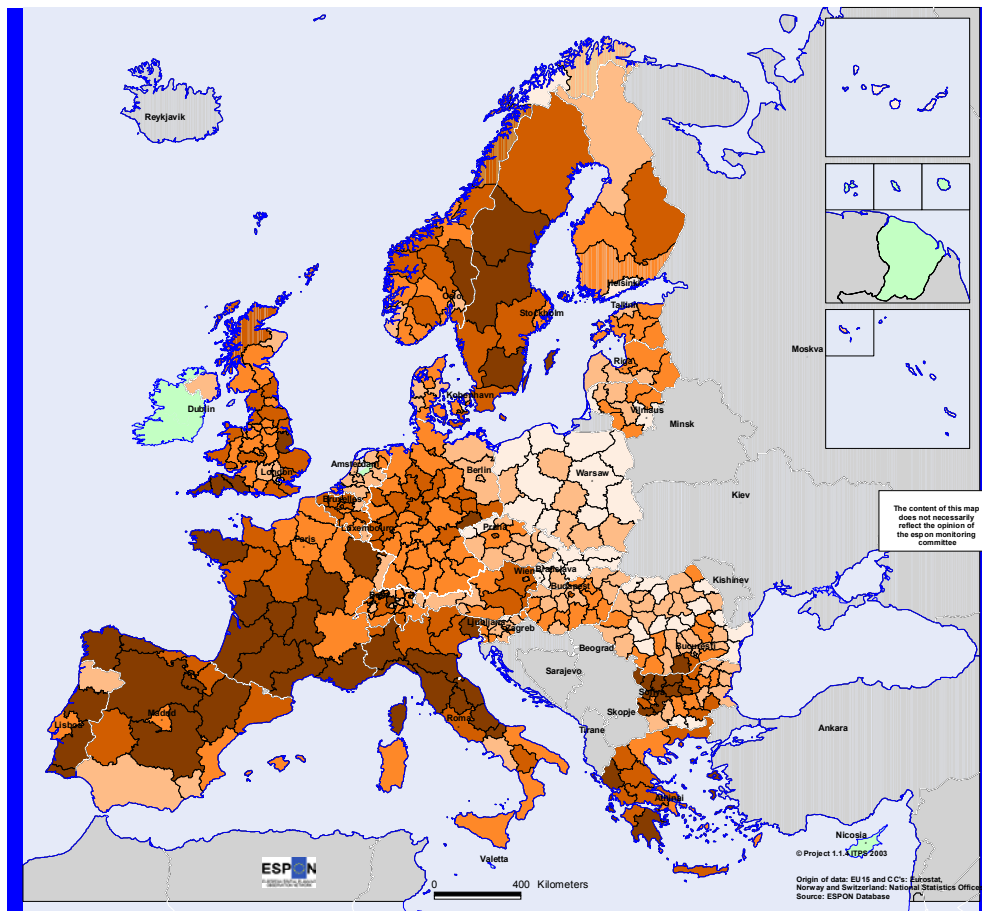 Reykjavik
Oslo
Helsinki
Tallinn
Stockholm
Moskva
Riga
Kobenhavn
Dublin
Vilnius
Minsk
London
Amsterdam
Berlin
Warsaw
Kiev
Bruxelles
Luxembourg
Praha
Paris
The content of this map
does not necessarily
reflect the opinion of
the espon monitoring
committee
Wien
Bratislava
Budapest
Kishinev
Ljubljana
Zagreb
Beograd
Bucuresti
Sarajevo
Sofiya
Madrid
Lisboa
Roma
Skopje
Tirane
Ankara
Athinai
Nicosia
Valetta
© Project 1.1.4 ITPS 2003
ESPON
0 400 Kilometers
Origin of data: EU15 and CC's: Eurostat,
Norway and Switzerland: National Statistics Office
Source: ESPON Database